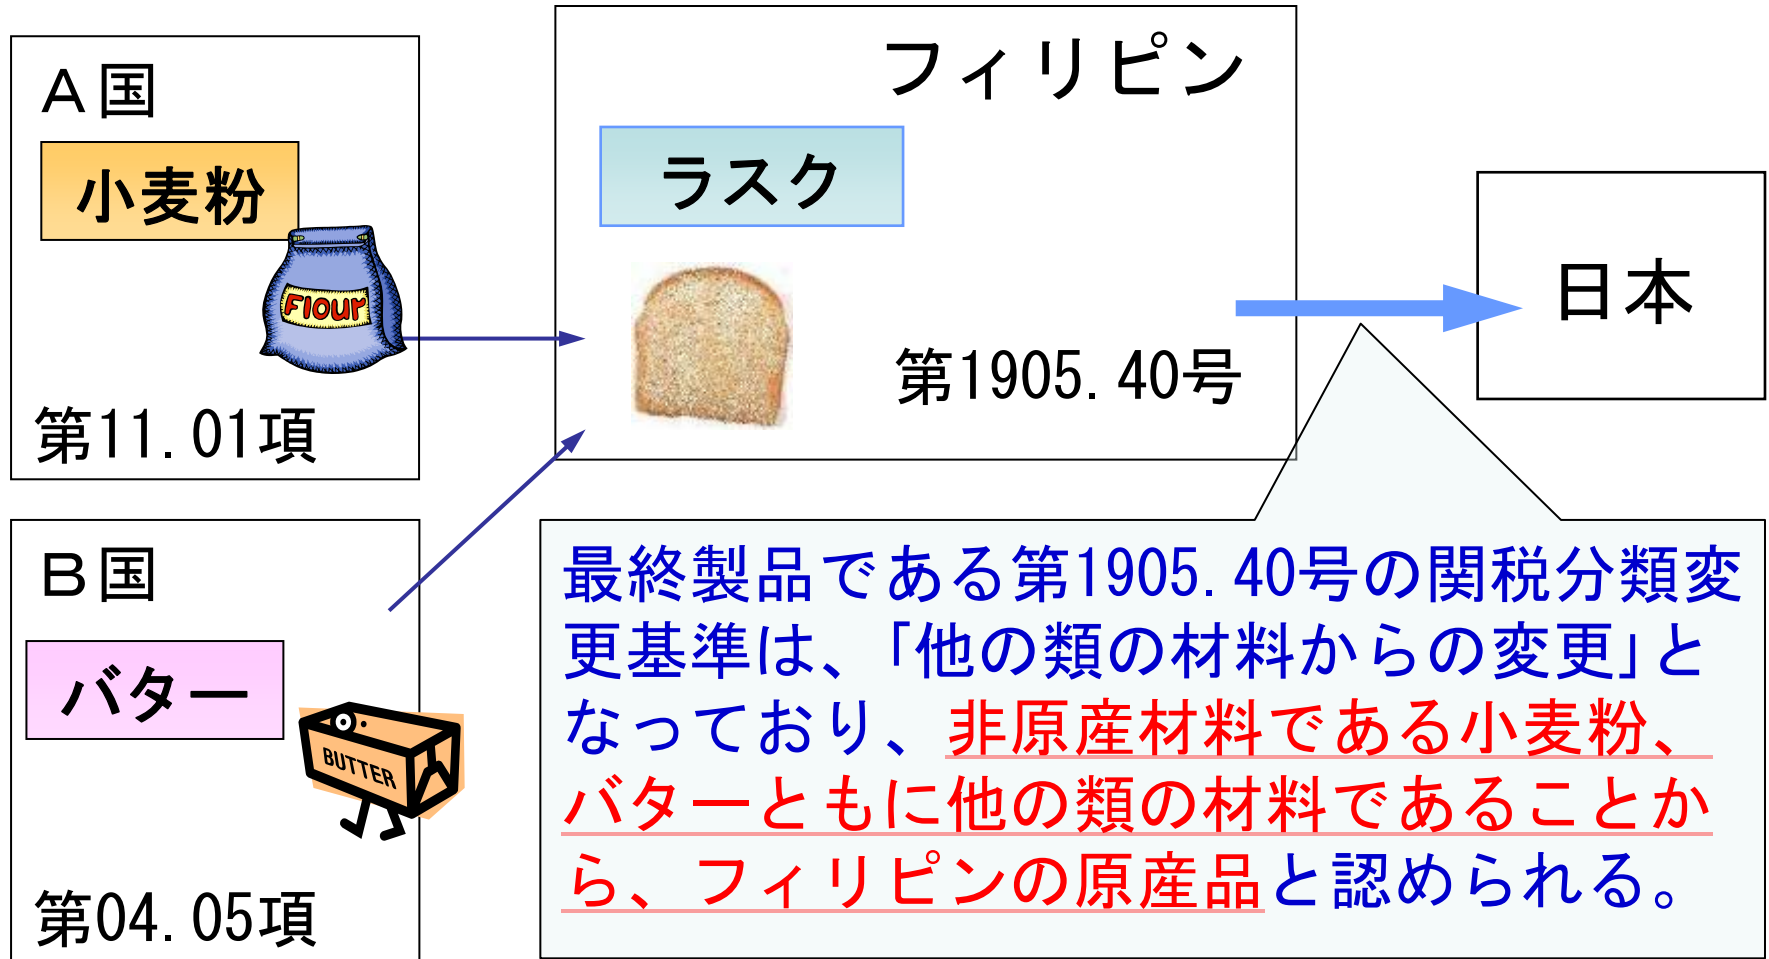 A国
小麦粉
Flour
第11.01項
B国
バター
BUTTER
第04.05項
フィリピン
ラスク
第1905.40号
日本
最終製品である第1905.40号の関税分類変
更基準は、「他の類の材料からの変更」と
なっており、非原産材料である小麦粉、
バターともに他の類の材料であることか
ら、フィリピンの原産品と認められる。